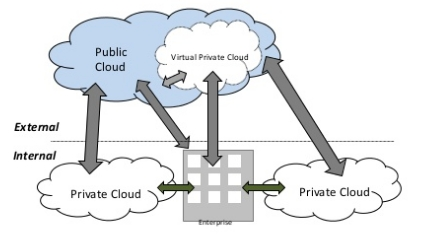 Public
Cloud
Virtual Private Cloud
External
Internal
Private Cloud
Private Cloud
Enterprise